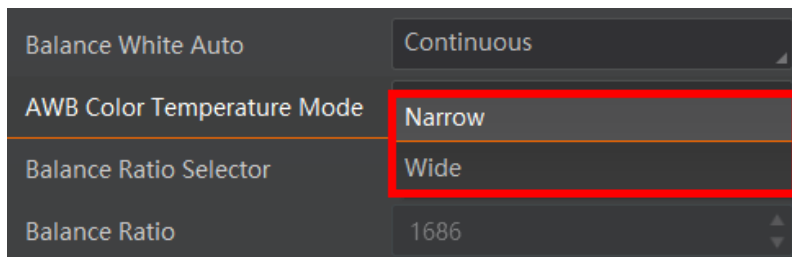 Balance White Auto Continuous
AWB Color Temperature Mode Narrow
Balance Ratio Selector Wide
Balance Ratio 1686